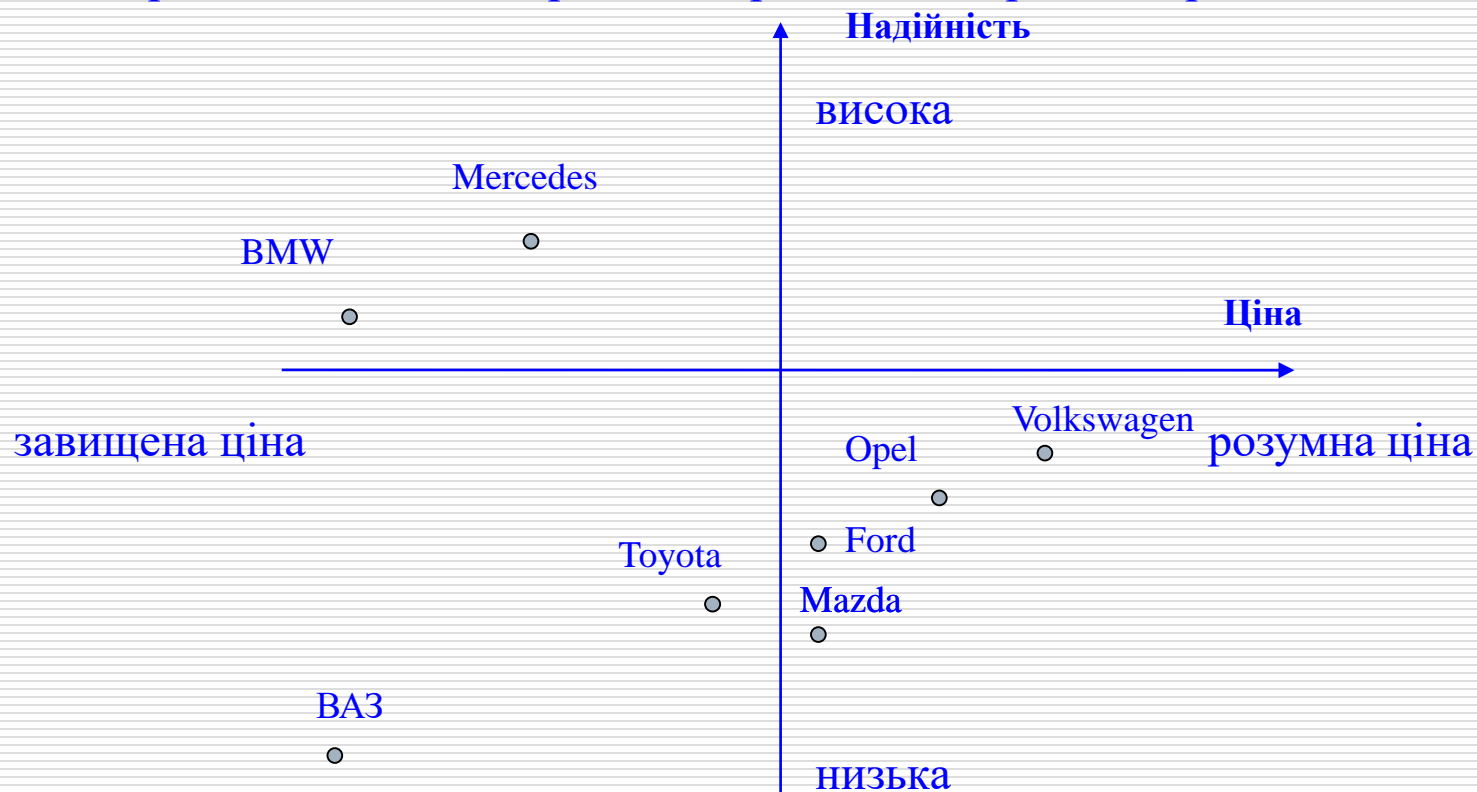 Надійність
висока
Mercedes
BMW
Ціна
Volkswagen
завищена ціна
Opel
розумна ціна
Ford
Toyota
Mazda
ВАЗ
низька